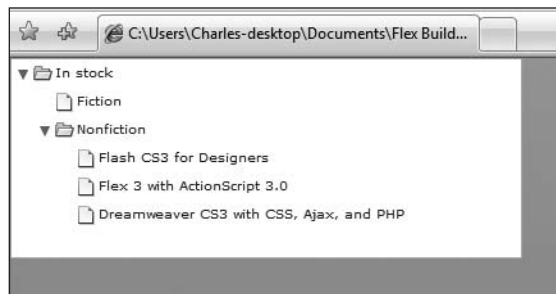 C:\Users\Charles-desktop\Documents\Flex Build...
In stock
Fiction
Nonfiction
Flash CS3 for Designers
Flex 3 with ActionScript 3.0
Dreamweaver CS3 with CSS, Ajax, and PHP